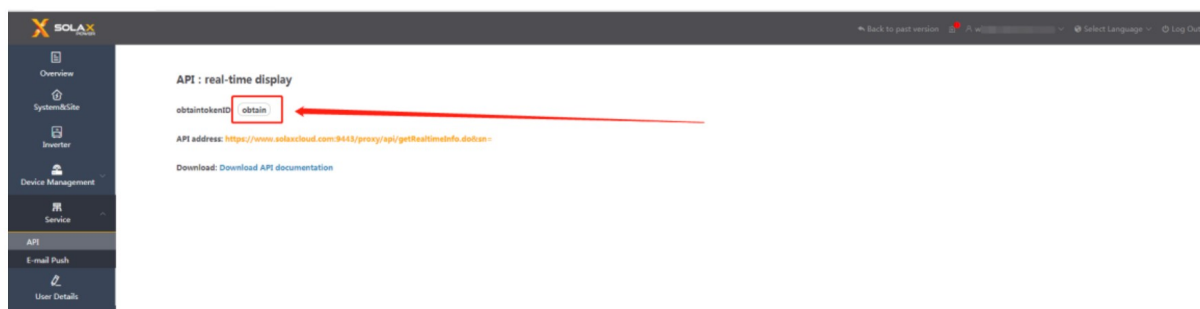 SOLAX POWER
Back to past version
Select Language
Log Out
Overview
System&Site
Inverter
Device Management
Service
API
E-mail Push
User Details
API : real-time display
obtaintokenID: obtain
API address: https://www.solaxcloud.com:9443/proxy/api/getRealtimeInfo.do?sn=
Download: Download API documentation